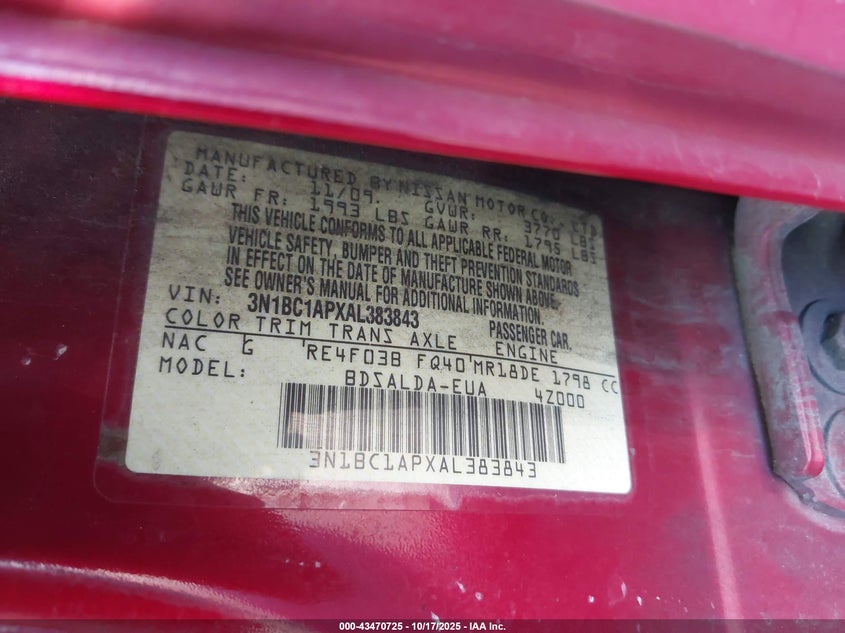 MANUFACTURED BY NISSAN MOTOR CO., LTD
DATE: 11/09. GVWR: 3770 LBS
GAWR FR: 1993 LBS GAWR RR: 1795 LBS
THIS VEHICLE CONFORMS TO ALL APPLICABLE FEDERAL MOTOR
VEHICLE SAFETY, BUMPER AND THEFT PREVENTION STANDARDS
IN EFFECT ON THE DATE OF MANUFACTURE SHOWN ABOVE.
SEE OWNER'S MANUAL FOR ADDITIONAL INFORMATION.
VIN: 3N1BC1APXAL383843 PASSENGER CAR.
COLOR TRIM TRANS AXLE ENGINE
NAC G RE4F03B FQ40 MR18DE 1798 CC
MODEL: BDSALDA-EUA 4Z000
3N1BC1APXAL383843
000-43470725 - 10/17/2025 - IAA Inc.